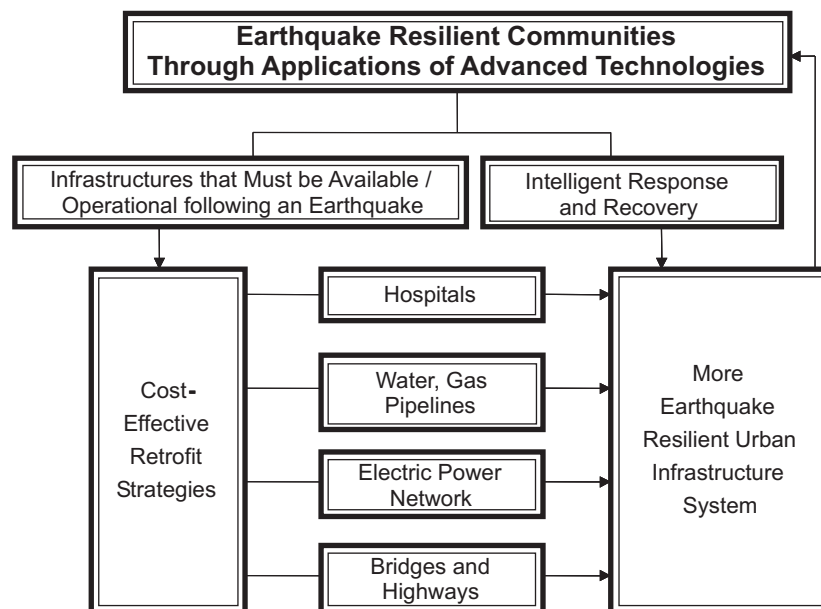 Earthquake Resilient Communities
Through Applications of Advanced Technologies
Infrastructures that Must be Available /
Operational following an Earthquake
Intelligent Response
and Recovery
Cost-
Effective
Retrofit
Strategies
Hospitals
Water, Gas
Pipelines
Electric Power
Network
Bridges and
Highways
More
Earthquake
Resilient Urban
Infrastructure
System